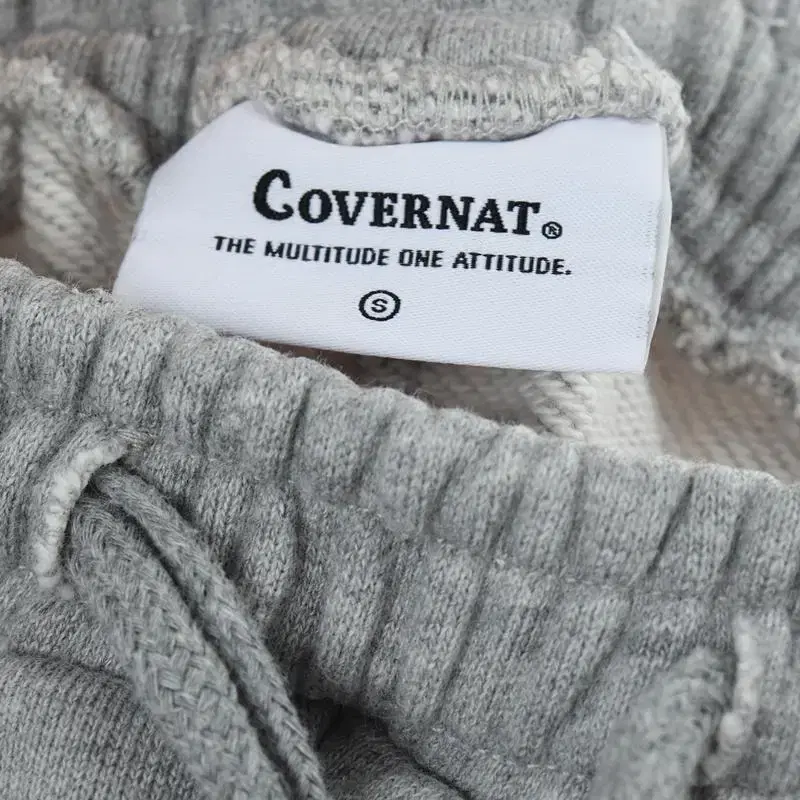 COVERNAT®
THE MULTITUDE ONE ATTITUDE.
S